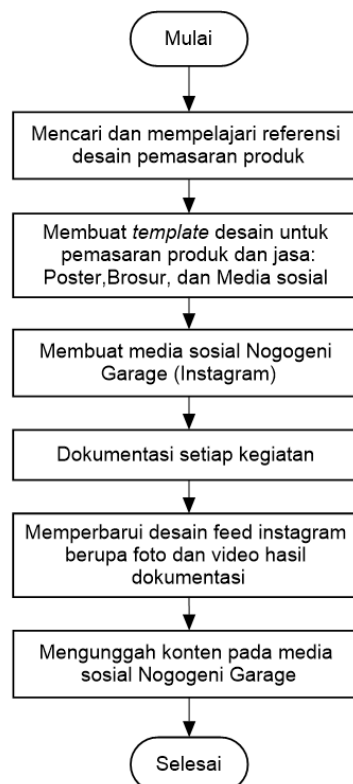 Mulai
Mencari dan mempelajari referensi
desain pemasaran produk
Membuat template desain untuk
pemasaran produk dan jasa:
Poster,Brosur, dan Media sosial
Membuat media sosial Nogogeni
Garage (Instagram)
Dokumentasi setiap kegiatan
Memperbarui desain feed instagram
berupa foto dan video hasil
dokumentasi
Mengunggah konten pada media
sosial Nogogeni Garage
Selesai